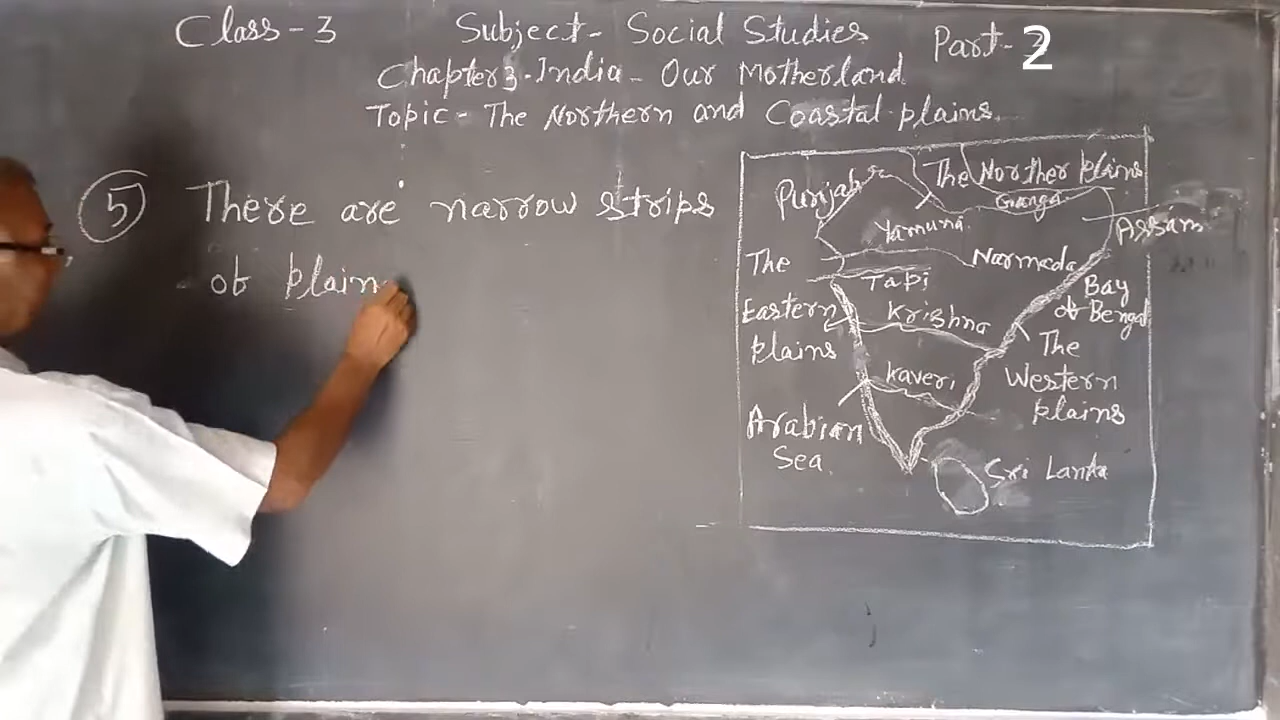 Class - 3
Subject - Social Studies
Part - 2
Chapter 3. India - Our Motherland
Topic - The Northern and Coastal plains.
5 There are narrow strips
of plain
Punjab
The Norther plains
Ganga
Yamuna
Assam
The
Eastern
plains
Narmada
Tapi
Krishna
Kaveri
Bay
of Bengal
The
Western
plains
Arabian
Sea
Sri Lanka